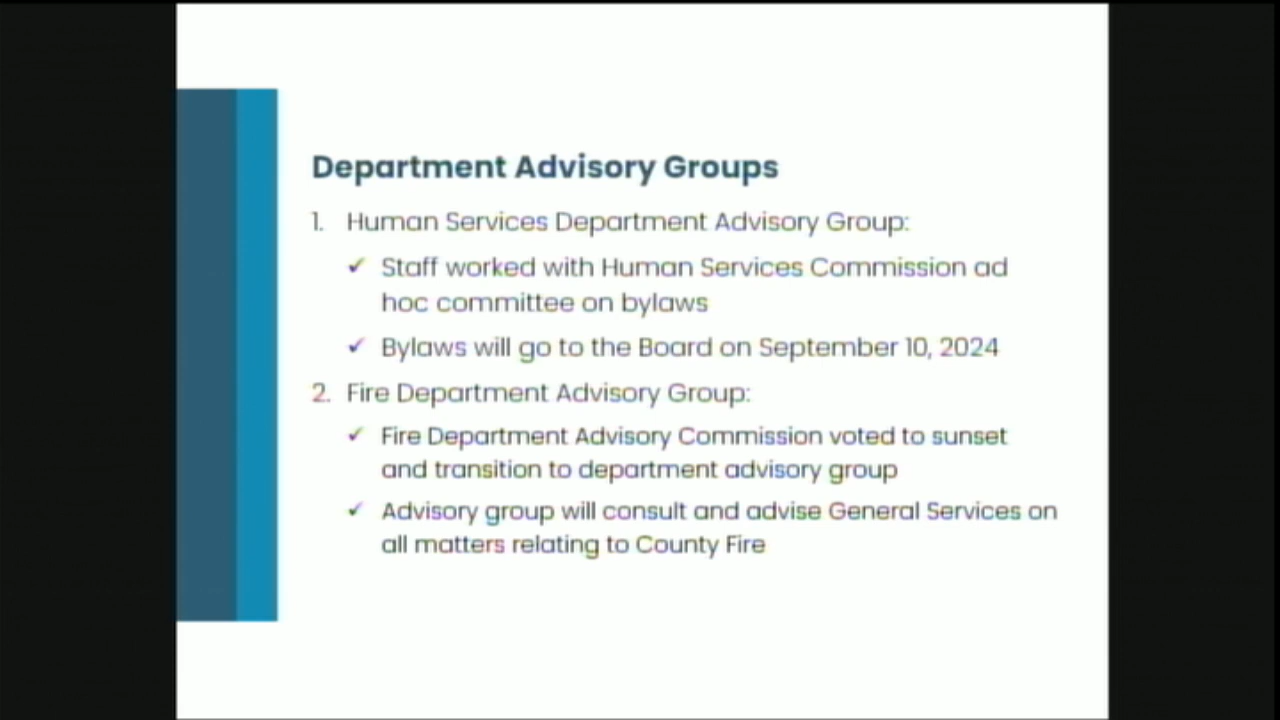 Department Advisory Groups
1. Human Services Department Advisory Group:
✓ Staff worked with Human Services Commission ad
hoc committee on bylaws
✓ Bylaws will go to the Board on September 10, 2024
2. Fire Department Advisory Group:
✓ Fire Department Advisory Commission voted to sunset
and transition to department advisory group
✓ Advisory group will consult and advise General Services on
all matters relating to County Fire